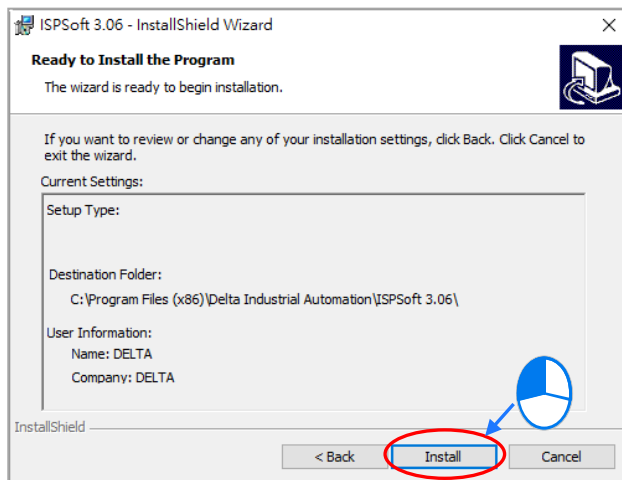 ISPSoft 3.06 - InstallShield Wizard
Ready to Install the Program
The wizard is ready to begin installation.
If you want to review or change any of your installation settings, click Back. Click Cancel to
exit the wizard.
Current Settings:
Setup Type:
Destination Folder:
C:\Program Files (x86)\Delta Industrial Automation\ISPSoft 3.06\
User Information:
Name: DELTA
Company: DELTA
InstallShield
< Back
Install
Cancel